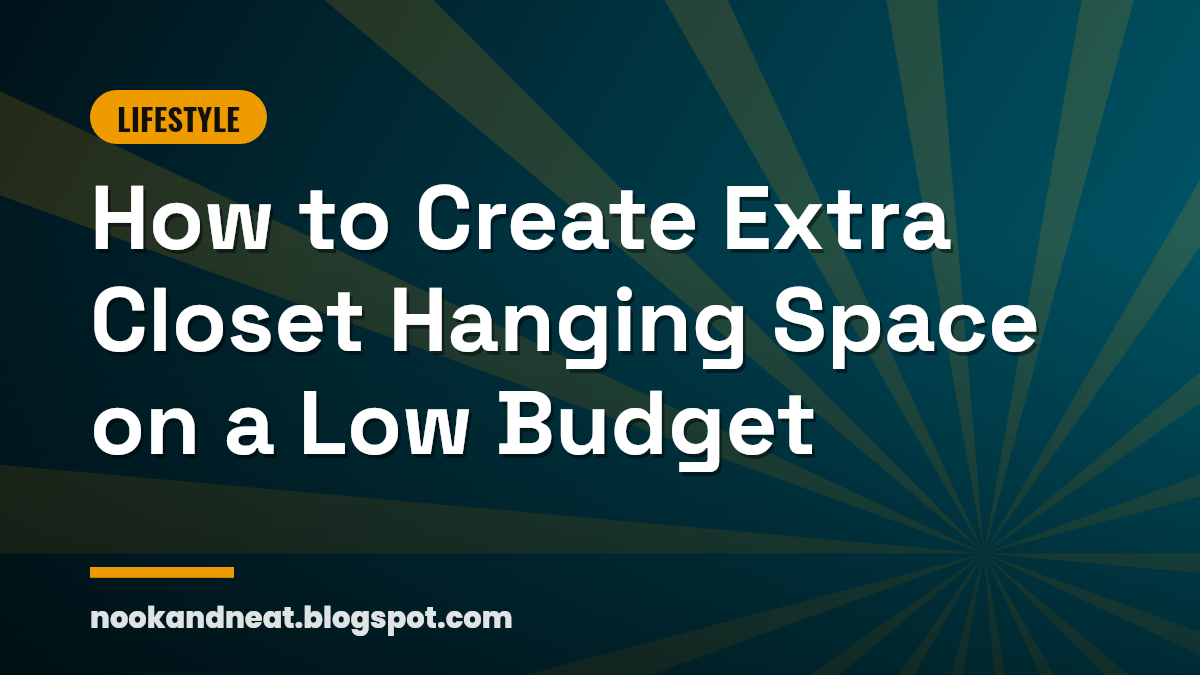 LIFESTYLE
How to Create Extra
Closet Hanging Space
on a Low Budget
nookandneat.blogspot.com